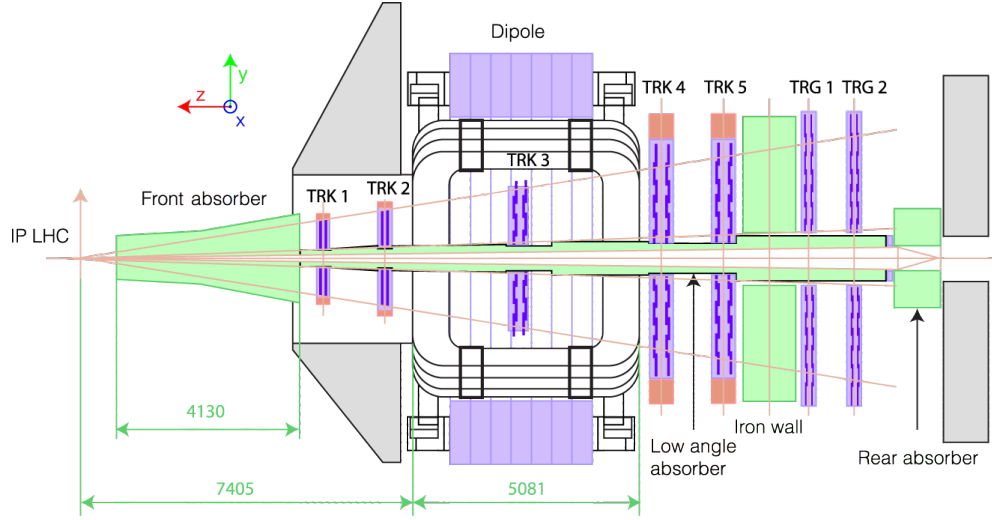 Dipole
y
z
x
TRK 4
TRK 5
TRG 1
TRG 2
TRK 3
Front absorber
TRK 1
TRK 2
IP LHC
4130
Iron wall
Low angle
absorber
Rear absorber
7405
5081